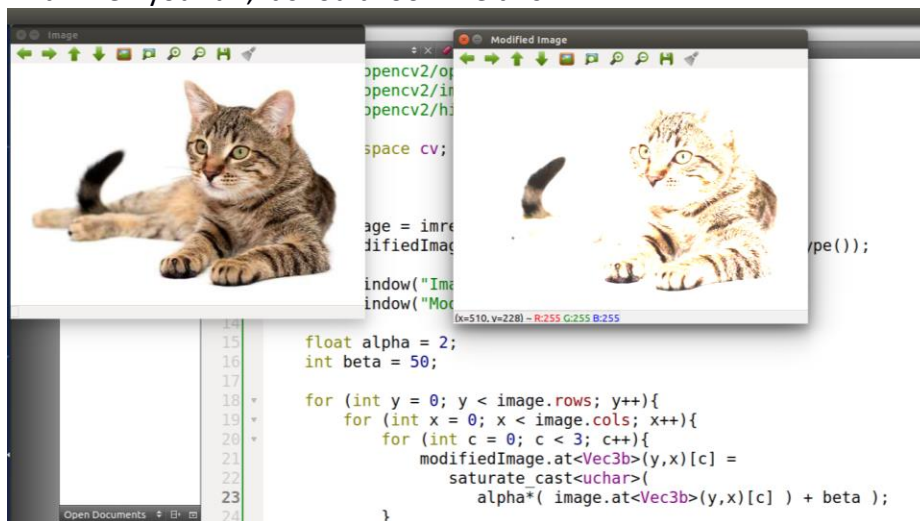 Image
Modified Image
opencv2/o
opencv2/i
opencv2/hi
space cv;
age = imre
difiedImag
ype());
indow("Ima
indow("Mo
(x=510, y=228) ~ R:255 G:255 B:255
14
15 float alpha = 2;
16 int beta = 50;
17
18 for (int y = 0; y < image.rows; y++){
19 for (int x = 0; x < image.cols; x++){
20 for (int c = 0; c < 3; c++){
21 modifiedImage.at<Vec3b>(y,x)[c] =
22 saturate_cast<uchar>(
23 alpha*( image.at<Vec3b>(y,x)[c] ) + beta );
24 }
Open Documents